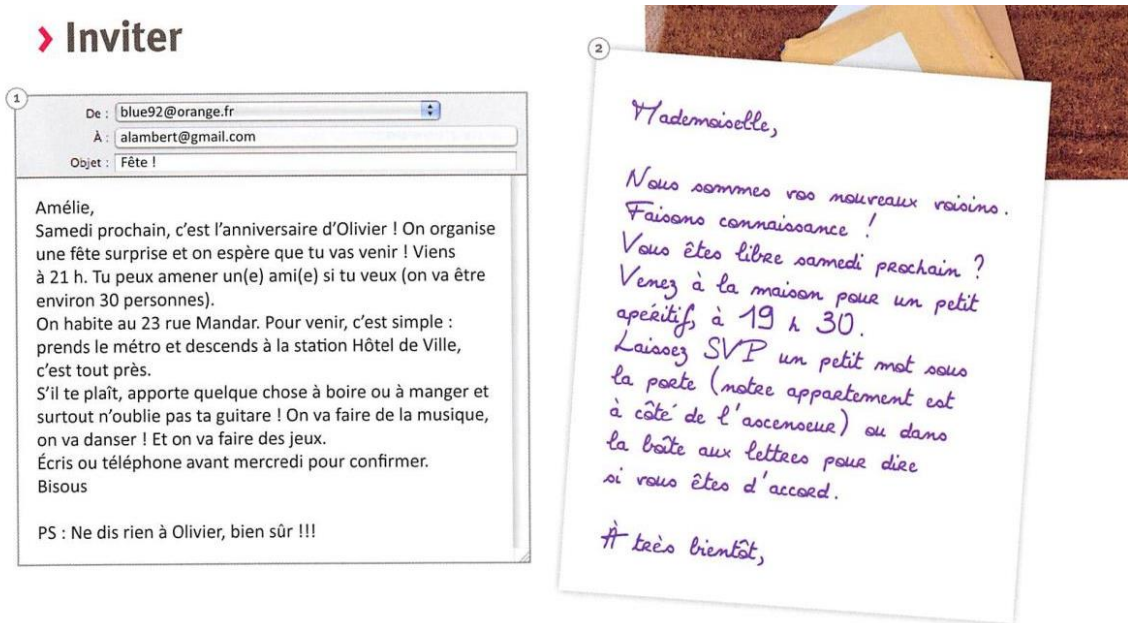 › Inviter
1
De : blue92@orange.fr
À : alambert@gmail.com
Objet : Fête !
Amélie,
Samedi prochain, c'est l'anniversaire d'Olivier ! On organise
une fête surprise et on espère que tu vas venir ! Viens
à 21 h. Tu peux amener un(e) ami(e) si tu veux (on va être
environ 30 personnes).
On habite au 23 rue Mandar. Pour venir, c'est simple :
prends le métro et descends à la station Hôtel de Ville,
c'est tout près.
S'il te plaît, apporte quelque chose à boire ou à manger et
surtout n'oublie pas ta guitare ! On va faire de la musique,
on va danser ! Et on va faire des jeux.
Écris ou téléphone avant mercredi pour confirmer.
Bisous
PS : Ne dis rien à Olivier, bien sûr !!!
2
Mademoiselle,
Nous sommes vos nouveaux voisins.
Faisons connaissance !
Vous êtes libre samedi prochain ?
Venez à la maison pour un petit
apéritif, à 19 h 30.
Laissez SVP un petit mot sous
la porte (notre appartement est
à côté de l'ascenseur) ou dans
la boîte aux lettres pour dire
si vous êtes d'accord.
À très bientôt,